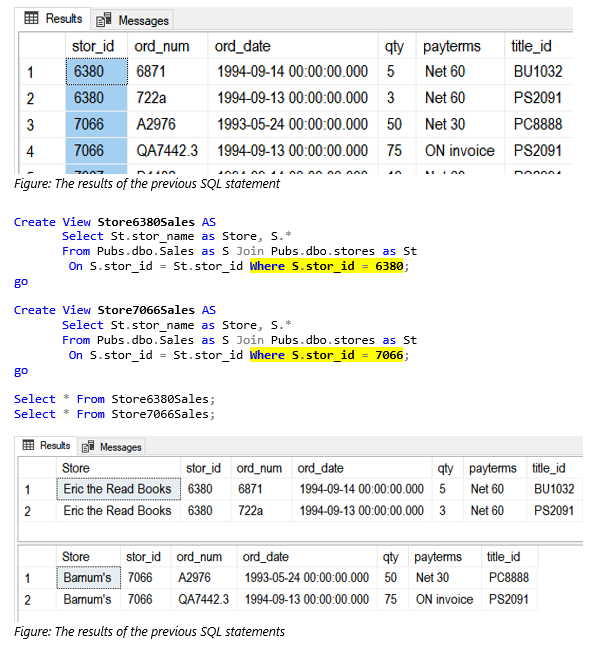 Results Messages
stor_id ord_num ord_date qty payterms title_id
1 6380 6871 1994-09-14 00:00:00.000 5 Net 60 BU1032
2 6380 722a 1994-09-13 00:00:00.000 3 Net 60 PS2091
3 7066 A2976 1993-05-24 00:00:00.000 50 Net 30 PC8888
4 7066 QA7442.3 1994-09-13 00:00:00.000 75 ON invoice PS2091
Figure: The results of the previous SQL statement
Create View Store6380Sales AS
Select St.stor_name as Store, S.*
From Pubs.dbo.Sales as S Join Pubs.dbo.stores as St
On S.stor_id = St.stor_id Where S.stor_id = 6380;
go
Create View Store7066Sales AS
Select St.stor_name as Store, S.*
From Pubs.dbo.Sales as S Join Pubs.dbo.stores as St
On S.stor_id = St.stor_id Where S.stor_id = 7066;
go
Select * From Store6380Sales;
Select * From Store7066Sales;
Results Messages
Store stor_id ord_num ord_date qty payterms title_id
1 Eric the Read Books 6380 6871 1994-09-14 00:00:00.000 5 Net 60 BU1032
2 Eric the Read Books 6380 722a 1994-09-13 00:00:00.000 3 Net 60 PS2091
Store stor_id ord_num ord_date qty payterms title_id
1 Barnum's 7066 A2976 1993-05-24 00:00:00.000 50 Net 30 PC8888
2 Barnum's 7066 QA7442.3 1994-09-13 00:00:00.000 75 ON invoice PS2091
Figure: The results of the previous SQL statements